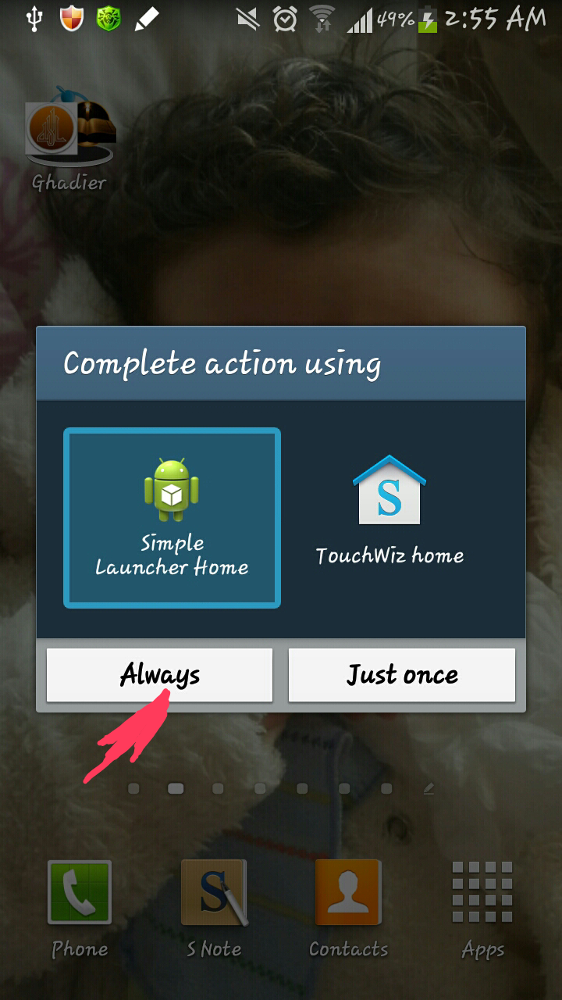 49% 2:55 AM
Ghadier
Complete action using
Simple
Launcher Home
S
TouchWiz home
Always
Just once
S
Phone
S Note
Contacts
Apps